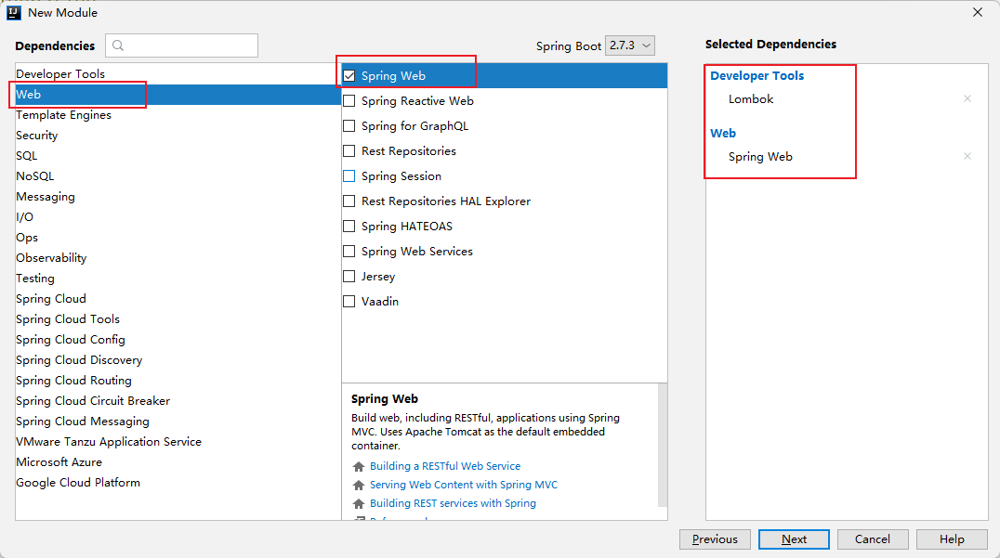 New Module
Dependencies
Spring Boot 2.7.3
Selected Dependencies
Developer Tools
Web
Template Engines
Security
SQL
NoSQL
Messaging
I/O
Ops
Observability
Testing
Spring Cloud
Spring Cloud Tools
Spring Cloud Config
Spring Cloud Discovery
Spring Cloud Routing
Spring Cloud Circuit Breaker
Spring Cloud Messaging
VMware Tanzu Application Service
Microsoft Azure
Google Cloud Platform
Spring Web
Spring Reactive Web
Spring for GraphQL
Rest Repositories
Spring Session
Rest Repositories HAL Explorer
Spring HATEOAS
Spring Web Services
Jersey
Vaadin
Spring Web
Build web, including RESTful, applications using Spring
MVC. Uses Apache Tomcat as the default embedded
container.
Building a RESTful Web Service
Serving Web Content with Spring MVC
Building REST services with Spring
Developer Tools
Lombok
Web
Spring Web
Previous
Next
Cancel
Help